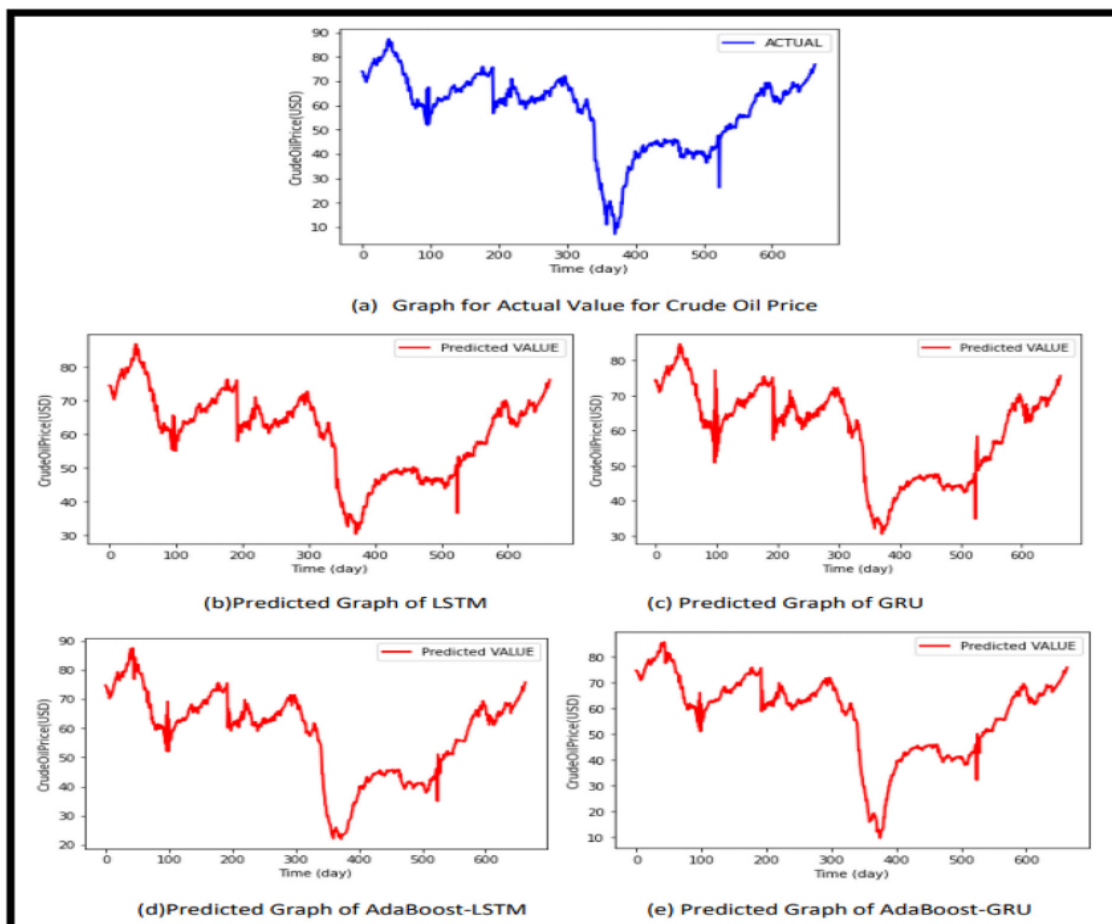 90
80
70
60
50
40
30
20
10
CrudeOilPrice(USD)
ACTUAL
0 100 200 300 400 500 600
Time (day)
(a) Graph for Actual Value for Crude Oil Price
80
70
60
50
40
30
CrudeOilPrice(USD)
Predicted VALUE
0 100 200 300 400 500 600
Time (day)
(b)Predicted Graph of LSTM
80
70
60
50
40
30
CrudeOilPrice(USD)
Predicted VALUE
0 100 200 300 400 500 600
Time (day)
(c) Predicted Graph of GRU
90
80
70
60
50
40
30
20
CrudeOilPrice(USD)
Predicted VALUE
0 100 200 300 400 500 600
Time (day)
(d)Predicted Graph of AdaBoost-LSTM
80
70
60
50
40
30
20
10
CrudeOilPrice(USD)
Predicted VALUE
0 100 200 300 400 500 600
Time (day)
(e) Predicted Graph of AdaBoost-GRU